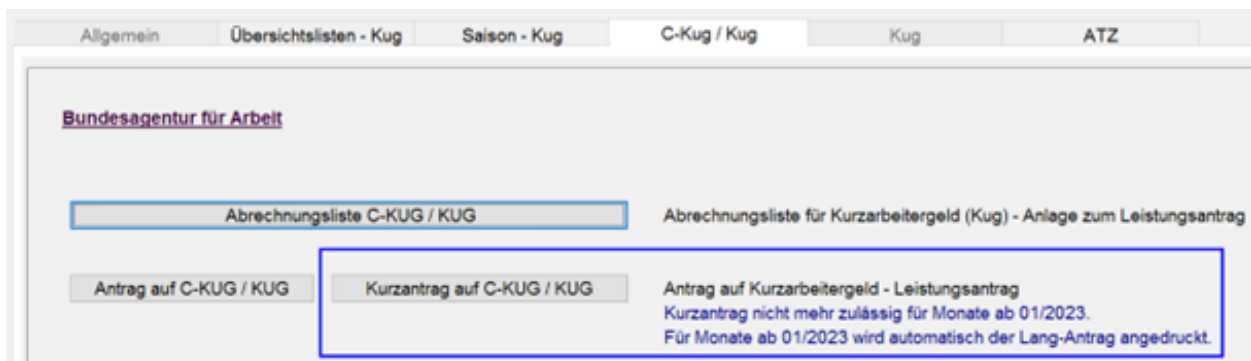 Allgemein Übersichtslisten - Kug Saison - Kug C-Kug / Kug Kug ATZ
Bundesagentur für Arbeit
Abrechnungsliste C-KUG / KUG Abrechnungsliste für Kurzarbeitergeld (Kug) - Anlage zum Leistungsantrag
Antrag auf C-KUG / KUG Kurzantrag auf C-KUG / KUG Antrag auf Kurzarbeitergeld - Leistungsantrag
Kurzantrag nicht mehr zulässig für Monate ab 01/2023.
Für Monate ab 01/2023 wird automatisch der Lang-Antrag angedruckt.